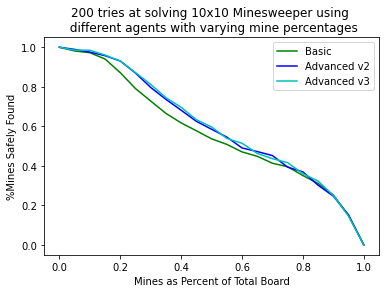 200 tries at solving 10x10 Minesweeper using
different agents with varying mine percentages
1.0
0.8
0.6
0.4
0.2
0.0
%Mines Safely Found
Basic
Advanced v2
Advanced v3
0.0 0.2 0.4 0.6 0.8 1.0
Mines as Percent of Total Board